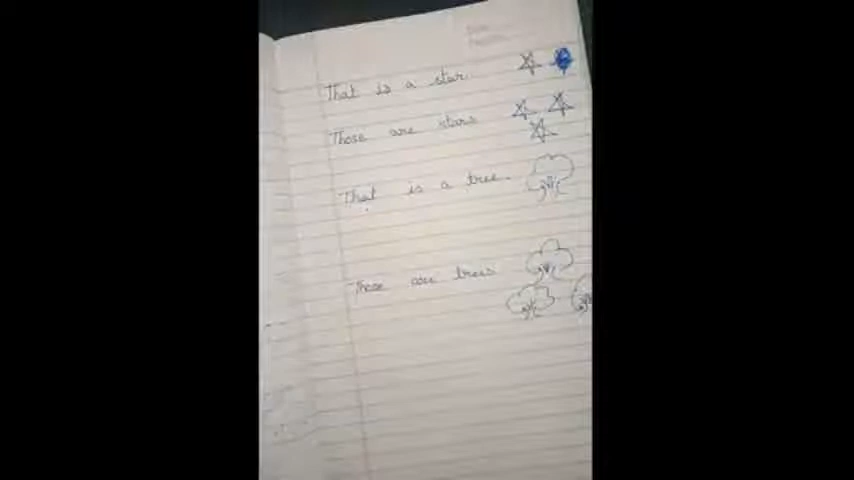 That is a star.
Those are stars
That is a tree.
Those are trees